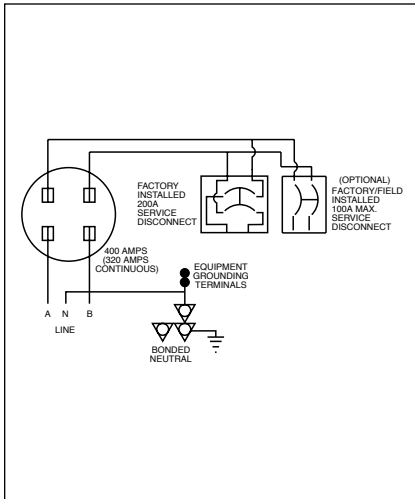 FACTORY
INSTALLED
200A
SERVICE
DISCONNECT
(OPTIONAL)
FACTORY/FIELD
INSTALLED
100A MAX.
SERVICE
DISCONNECT
400 AMPS
(320 AMPS
CONTINUOUS)
EQUIPMENT
GROUNDING
TERMINALS
A N B
LINE
BONDED
NEUTRAL